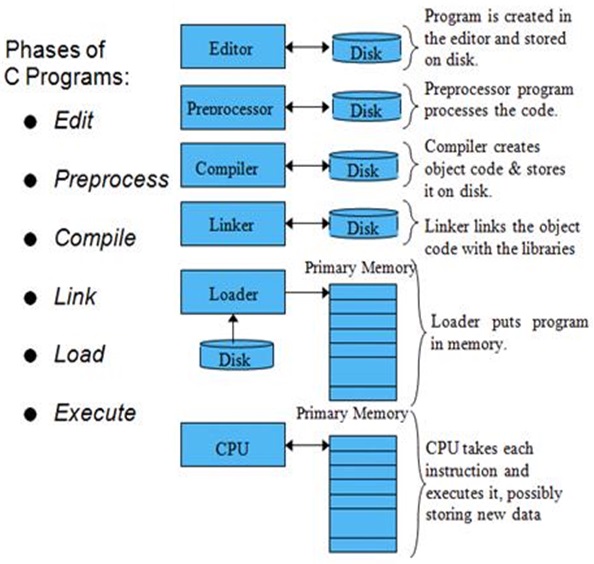 Phases of
C Programs:
● Edit
● Preprocess
● Compile
● Link
● Load
● Execute
Editor
Disk
Program is created in
the editor and stored
on disk.
Preprocessor
Disk
Preprocessor program
processes the code.
Compiler
Disk
Compiler creates
object code & stores
it on disk.
Linker
Disk
Linker links the object
code with the libraries
Primary Memory
Loader
Disk
Loader puts program
in memory.
Primary Memory
CPU
CPU takes each
instruction and
executes it, possibly
storing new data